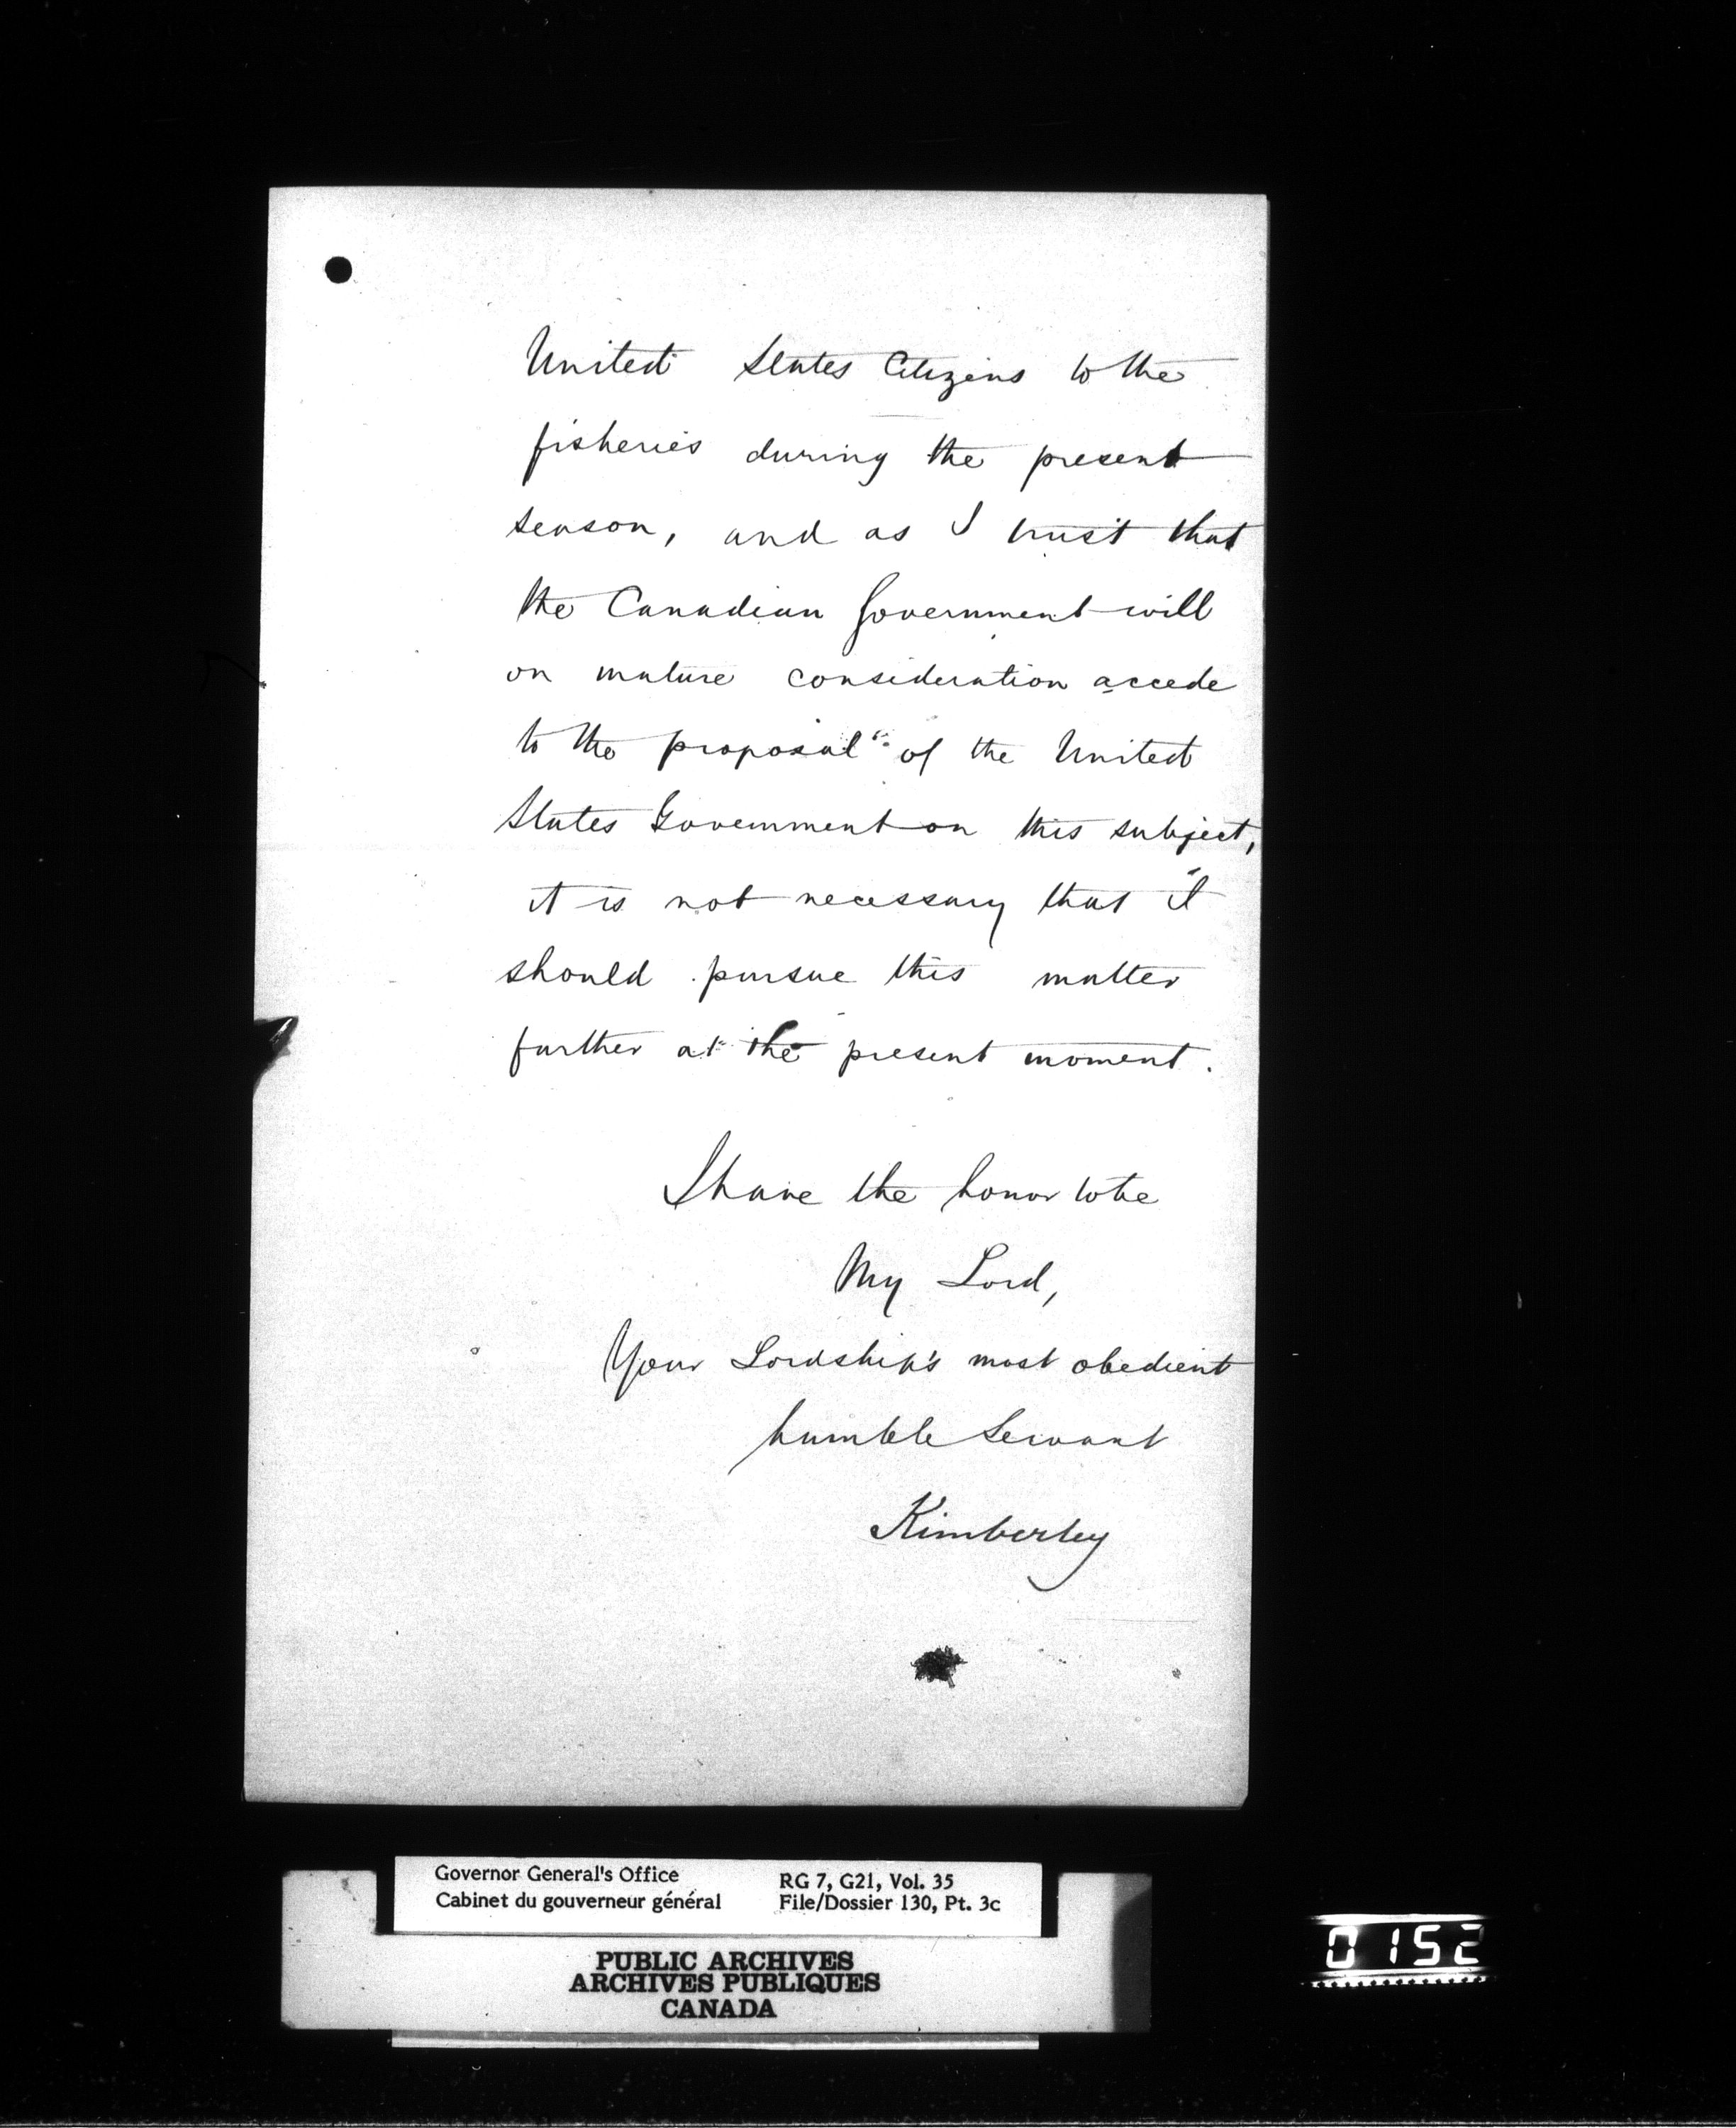 United States Citizens to the
fisheries during the present
season, and as I trust that
the Canadian Government will
on mature consideration accede
to the proposal of the United
States Government on this subject,
it is not necessary that it
should pursue this matter
further at the present moment.
I have the honor to be
My Lord,
Your Lordship's most obedient
humble Servant
Kimberley
Governor General's Office
Cabinet du gouverneur général
RG 7, G21, Vol. 35
File/Dossier 130, Pt. 3c
PUBLIC ARCHIVES
ARCHIVES PUBLIQUES
CANADA
0152